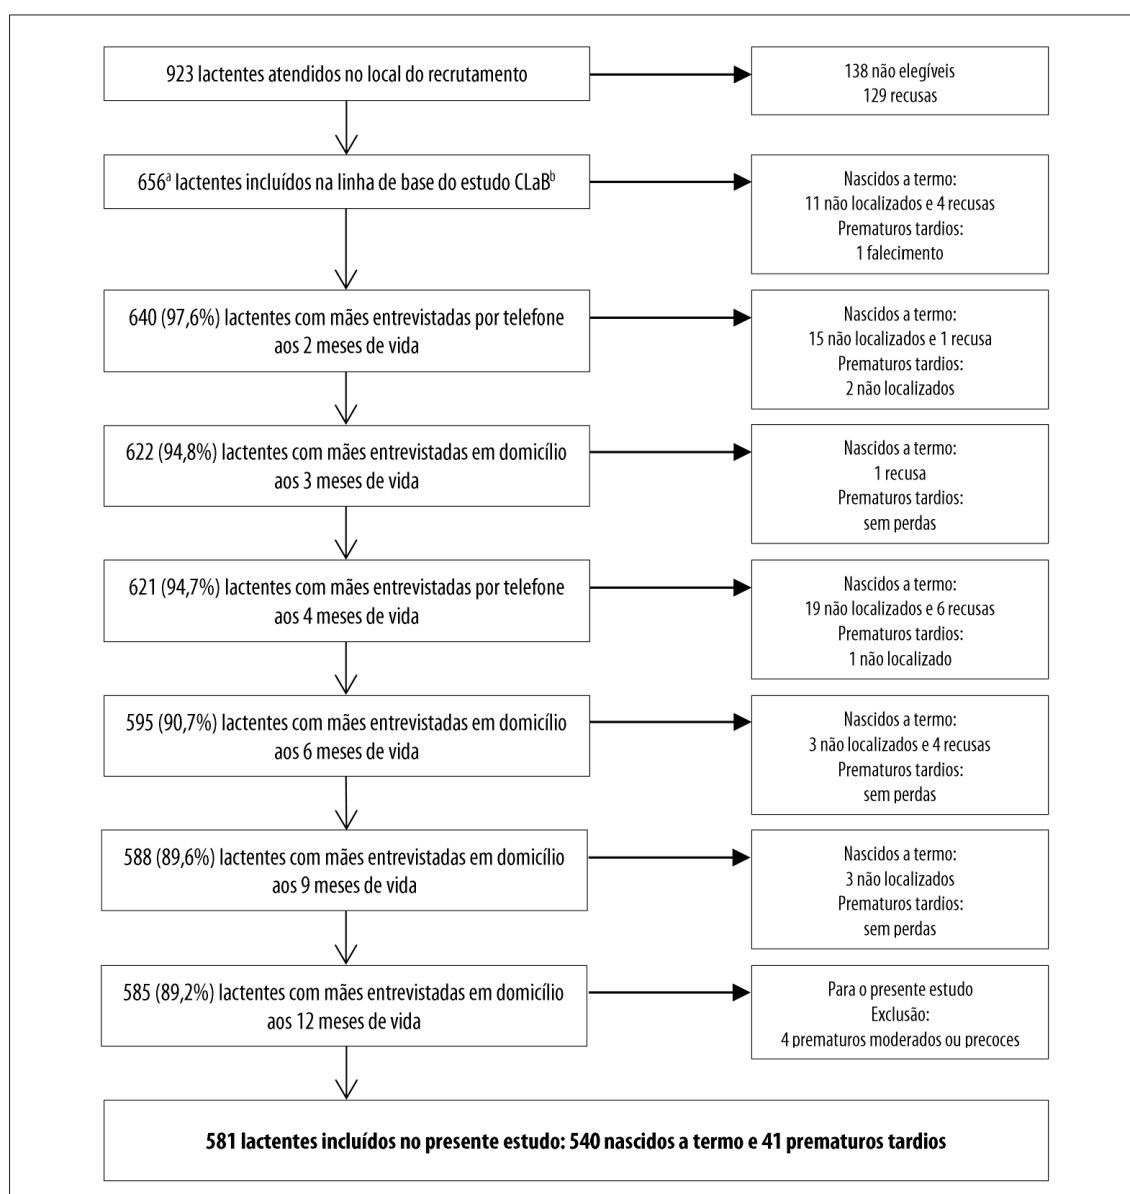 923 lactentes atendidos no local do recrutamento
138 não elegíveis
129 recusas
656ª lactentes incluídos na linha de base do estudo CLaBᵇ
Nascidos a termo:
11 não localizados e 4 recusas
Prematuros tardios:
1 falecimento
640 (97,6%) lactentes com mães entrevistadas por telefone
aos 2 meses de vida
Nascidos a termo:
15 não localizados e 1 recusa
Prematuros tardios:
2 não localizados
622 (94,8%) lactentes com mães entrevistadas em domicílio
aos 3 meses de vida
Nascidos a termo:
1 recusa
Prematuros tardios:
sem perdas
621 (94,7%) lactentes com mães entrevistadas por telefone
aos 4 meses de vida
Nascidos a termo:
19 não localizados e 6 recusas
Prematuros tardios:
1 não localizado
595 (90,7%) lactentes com mães entrevistadas em domicílio
aos 6 meses de vida
Nascidos a termo:
3 não localizados e 4 recusas
Prematuros tardios:
sem perdas
588 (89,6%) lactentes com mães entrevistadas em domicílio
aos 9 meses de vida
Nascidos a termo:
3 não localizados
Prematuros tardios:
sem perdas
585 (89,2%) lactentes com mães entrevistadas em domicílio
aos 12 meses de vida
Para o presente estudo
Exclusão:
4 prematuros moderados ou precoces
581 lactentes incluídos no presente estudo: 540 nascidos a termo e 41 prematuros tardios